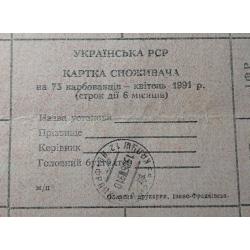 УКРАЇНСЬКА РСР
КАРТКА СПОЖИВАЧА
на 75 карбованців – квітень 1991 р.
(строк дії 6 місяців)
Назва установи
Прізвище
Керівник
Головний бухгалтер
м/п
Обласна друкарня, Івано-Франківськ.